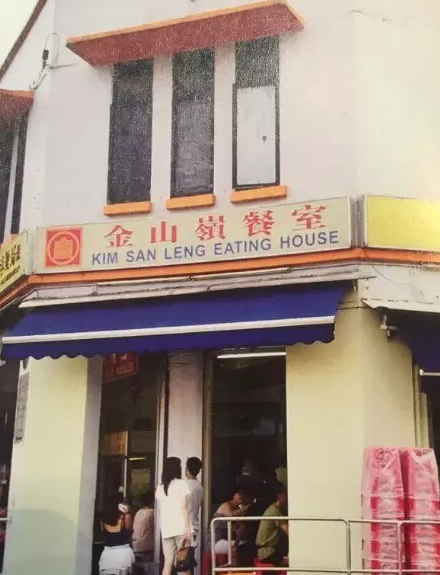 金山嶺餐室
KIM SAN LENG EATING HOUSE